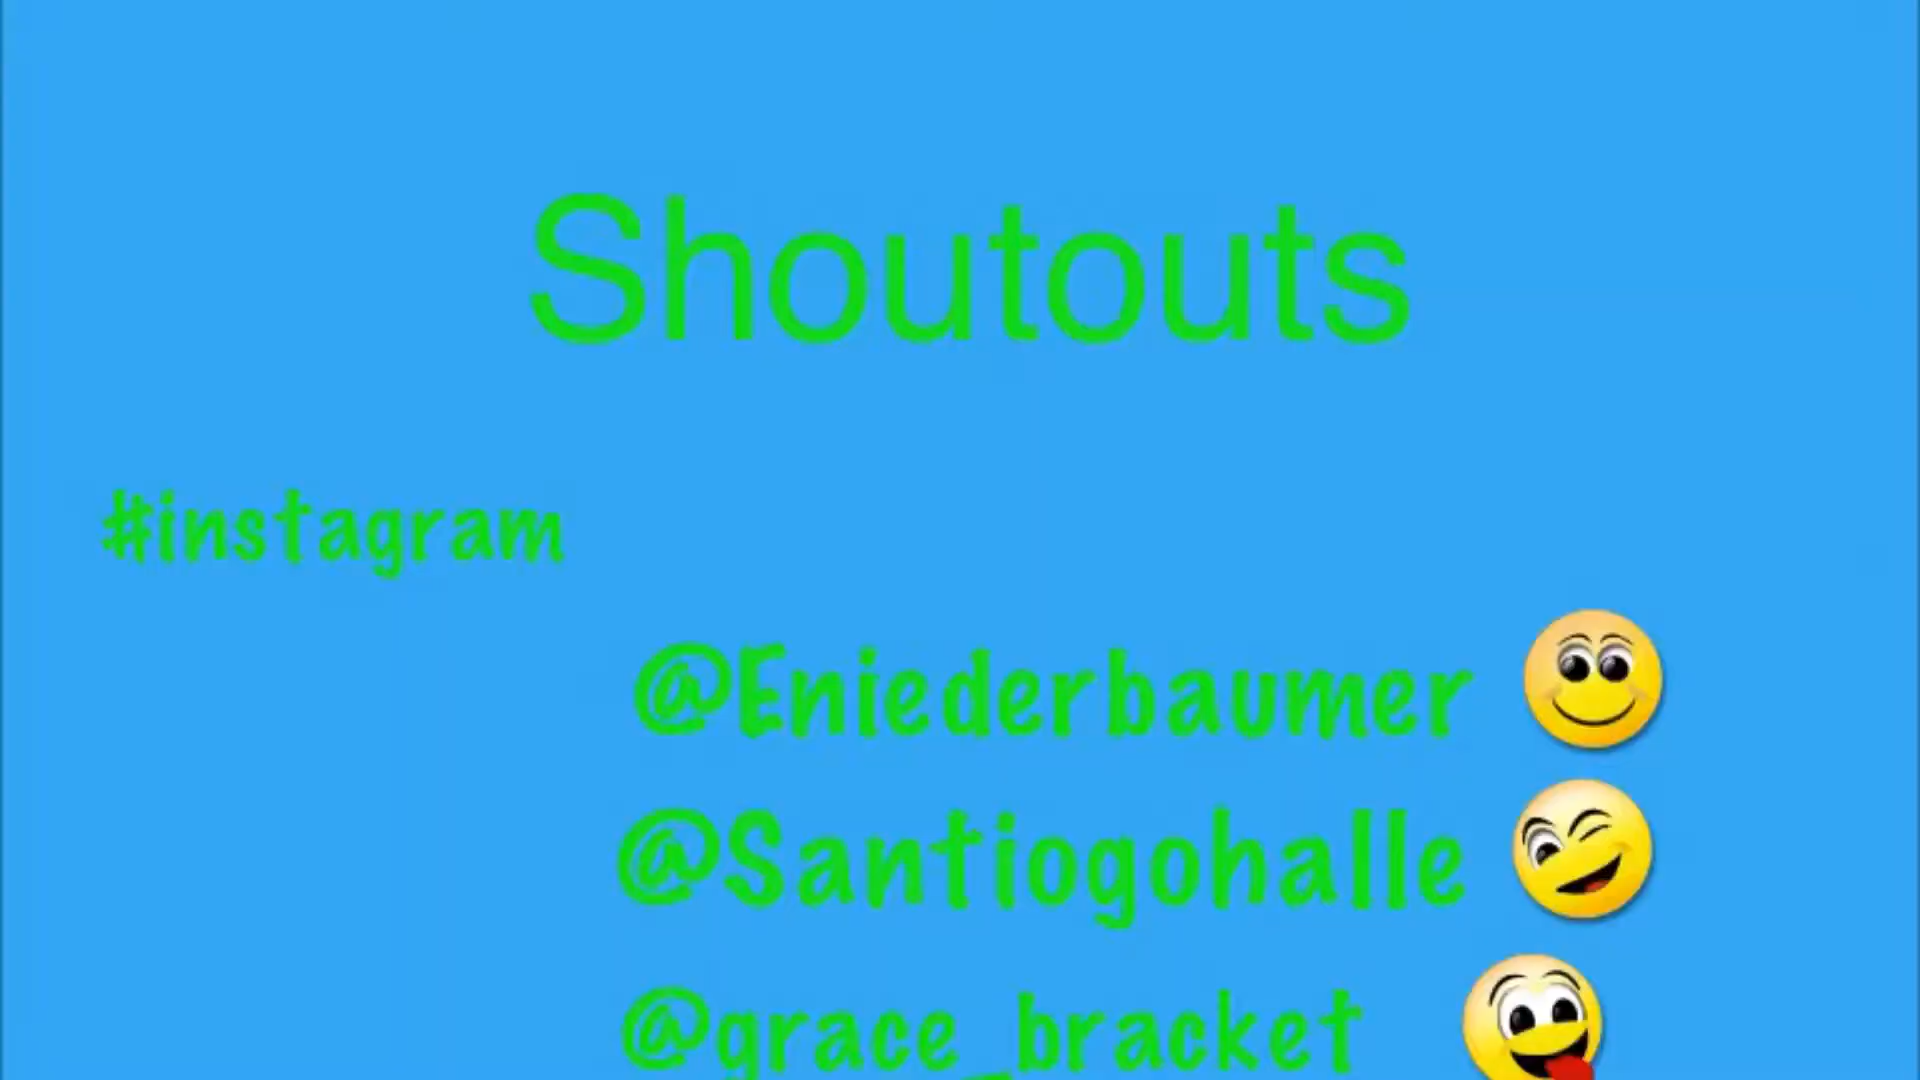 Shoutouts
#instagram
@Eniederbaumer
@Santiogohalle
@grace_bracket